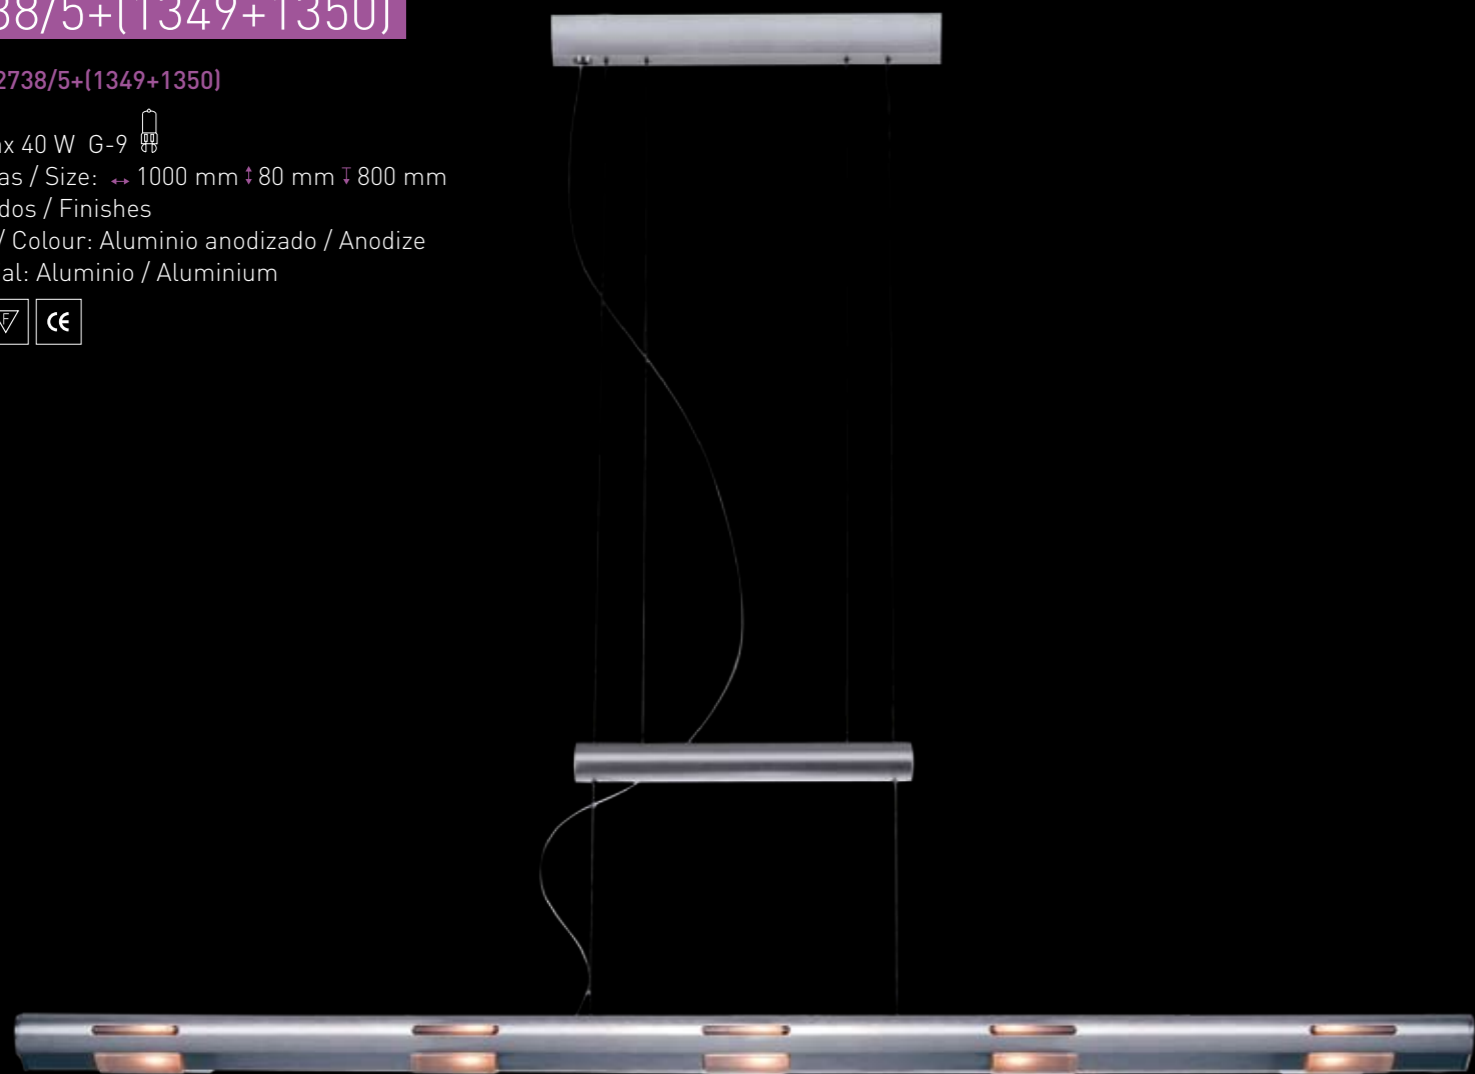 38/5+(1349+1350)
2738/5+(1349+1350)
x 40 W G-9
as / Size: ↔ 1000 mm ↕ 80 mm ↧ 800 mm
dos / Finishes
/ Colour: Aluminio anodizado / Anodize
al: Aluminio / Aluminium
F CE